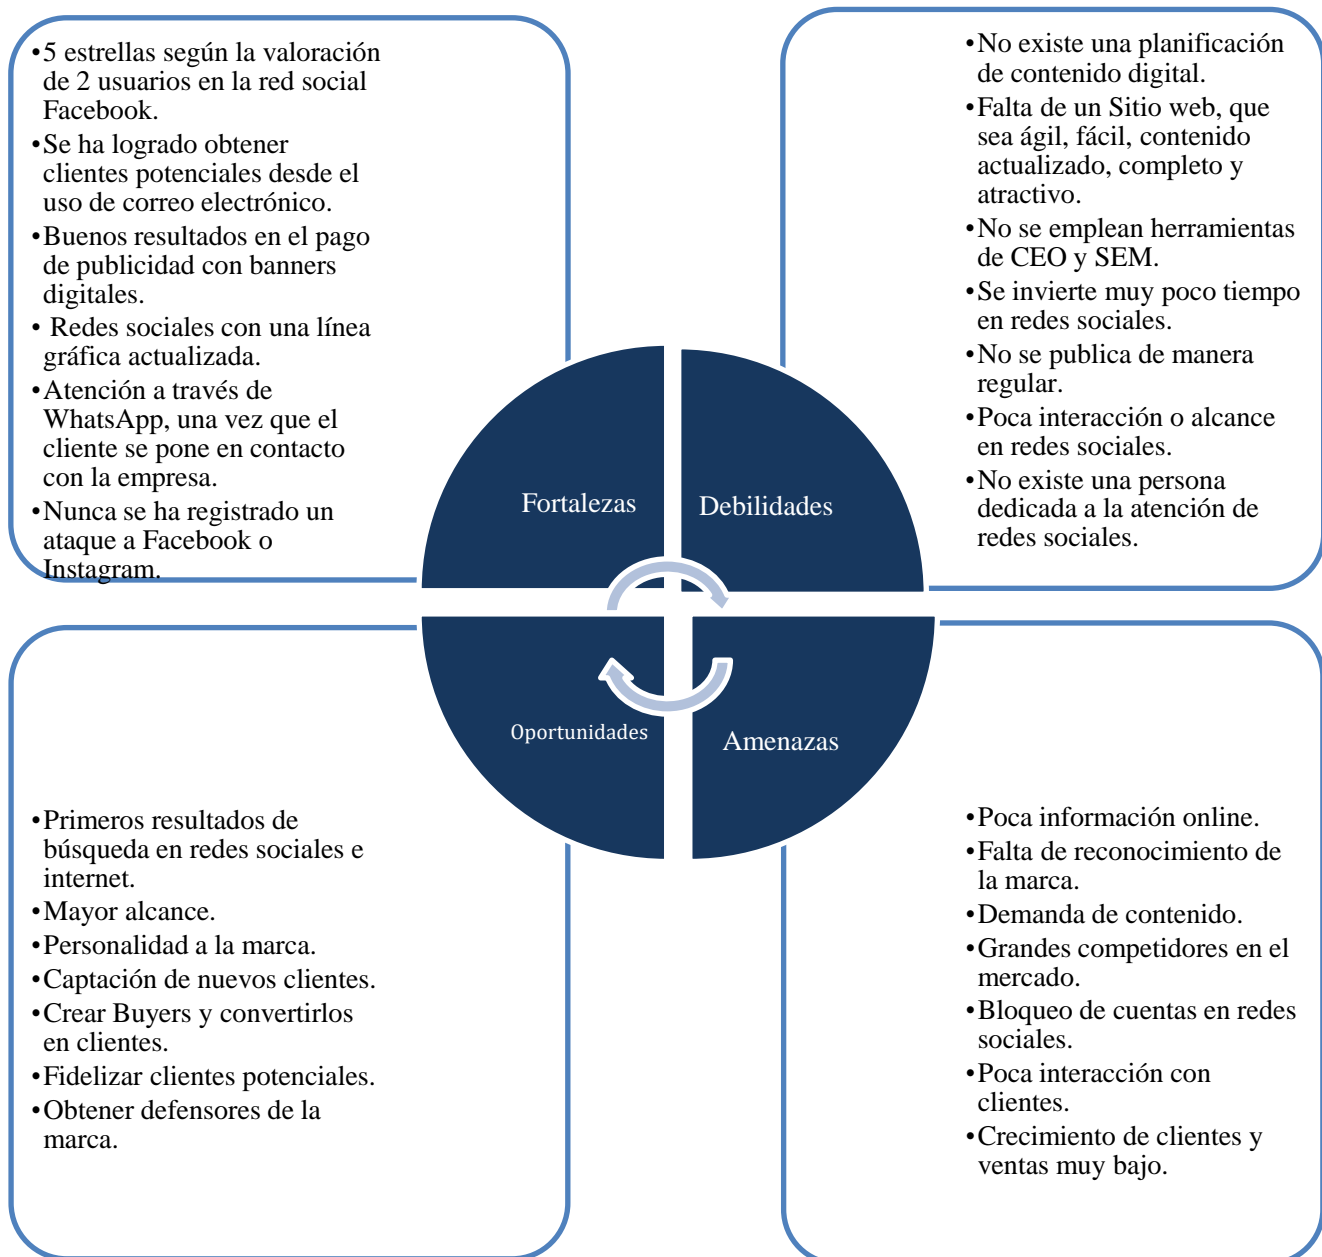 •5 estrellas según la valoración
de 2 usuarios en la red social
Facebook.
•Se ha logrado obtener
clientes potenciales desde el
uso de correo electrónico.
•Buenos resultados en el pago
de publicidad con banners
digitales.
• Redes sociales con una línea
gráfica actualizada.
•Atención a través de
WhatsApp, una vez que el
cliente se pone en contacto
con la empresa.
•Nunca se ha registrado un
ataque a Facebook o
Instagram.
•No existe una planificación
de contenido digital.
•Falta de un Sitio web, que
sea ágil, fácil, contenido
actualizado, completo y
atractivo.
•No se emplean herramientas
de CEO y SEM.
•Se invierte muy poco tiempo
en redes sociales.
•No se publica de manera
regular.
•Poca interacción o alcance
en redes sociales.
•No existe una persona
dedicada a la atención de
redes sociales.
Fortalezas
Debilidades
Oportunidades
Amenazas
•Primeros resultados de
búsqueda en redes sociales e
internet.
•Mayor alcance.
•Personalidad a la marca.
•Captación de nuevos clientes.
•Crear Buyers y convertirlos
en clientes.
•Fidelizar clientes potenciales.
•Obtener defensores de la
marca.
•Poca información online.
•Falta de reconocimiento de
la marca.
•Demanda de contenido.
•Grandes competidores en el
mercado.
•Bloqueo de cuentas en redes
sociales.
•Poca interacción con
clientes.
•Crecimiento de clientes y
ventas muy bajo.